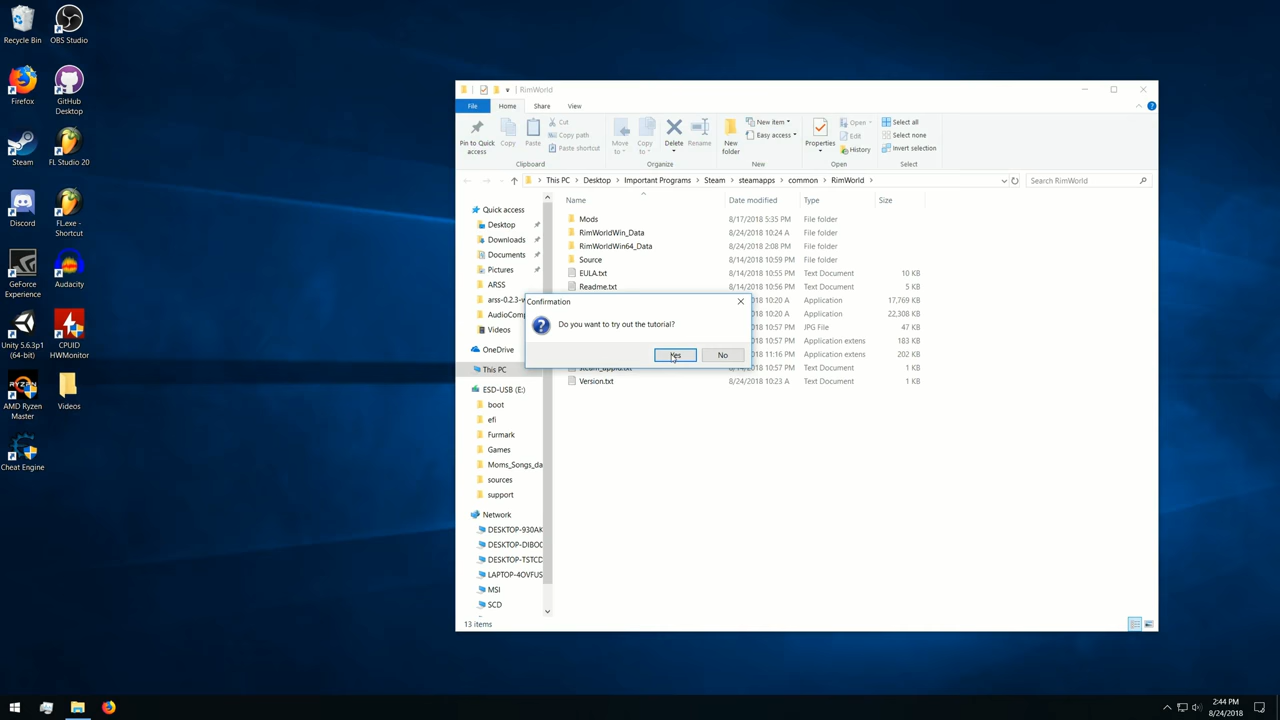 Recycle Bin
OBS Studio
Firefox
GitHub
Desktop
Steam
FL Studio 20
Discord
FL.exe -
Shortcut
GeForce
Experience
Audacity
Unity 5.6.3p1
(64-bit)
CPUID
HWMonitor
AMD Ryzen
Master
Videos
Cheat Engine
RimWorld
File
Home
Share
View
Pin to Quick
access
Copy
Paste
Cut
Copy path
Paste shortcut
Clipboard
Move
to
Copy
to
Delete
Rename
Organize
New
folder
New item
Easy access
New
Properties
Open
Edit
History
Open
Select all
Select none
Invert selection
Select
This PC
Desktop
Important Programs
Steam
steamapps
common
RimWorld
Search RimWorld
Quick access
Desktop
Downloads
Documents
Pictures
ARSS
arss-0.2.3-w
AudioComp
Videos
OneDrive
This PC
ESD-USB (E:)
boot
efi
Furmark
Games
Moms_Songs_da
sources
support
Network
DESKTOP-930AK
DESKTOP-DIBOC
DESKTOP-TSTCD
LAPTOP-4OVFUS
MSI
SCD
Name Date modified Type Size
Mods 8/17/2018 5:35 PM File folder
RimWorldWin_Data 8/24/2018 10:24 A File folder
RimWorldWin64_Data 8/24/2018 2:08 PM File folder
Source 8/14/2018 10:59 PM File folder
EULA.txt 8/14/2018 10:55 PM Text Document 10 KB
Readme.txt 8/14/2018 10:56 PM Text Document 5 KB
2018 10:20 A Application 17,769 KB
2018 10:20 A Application 22,308 KB
2018 10:57 PM JPG File 47 KB
2018 10:57 PM Application extens 183 KB
2018 11:16 PM Application extens 202 KB
steam_appid.txt 8/14/2018 10:57 PM Text Document 1 KB
Version.txt 8/24/2018 10:23 A Text Document 1 KB
Confirmation
Do you want to try out the tutorial?
Yes
No
13 items
2:44 PM
8/24/2018